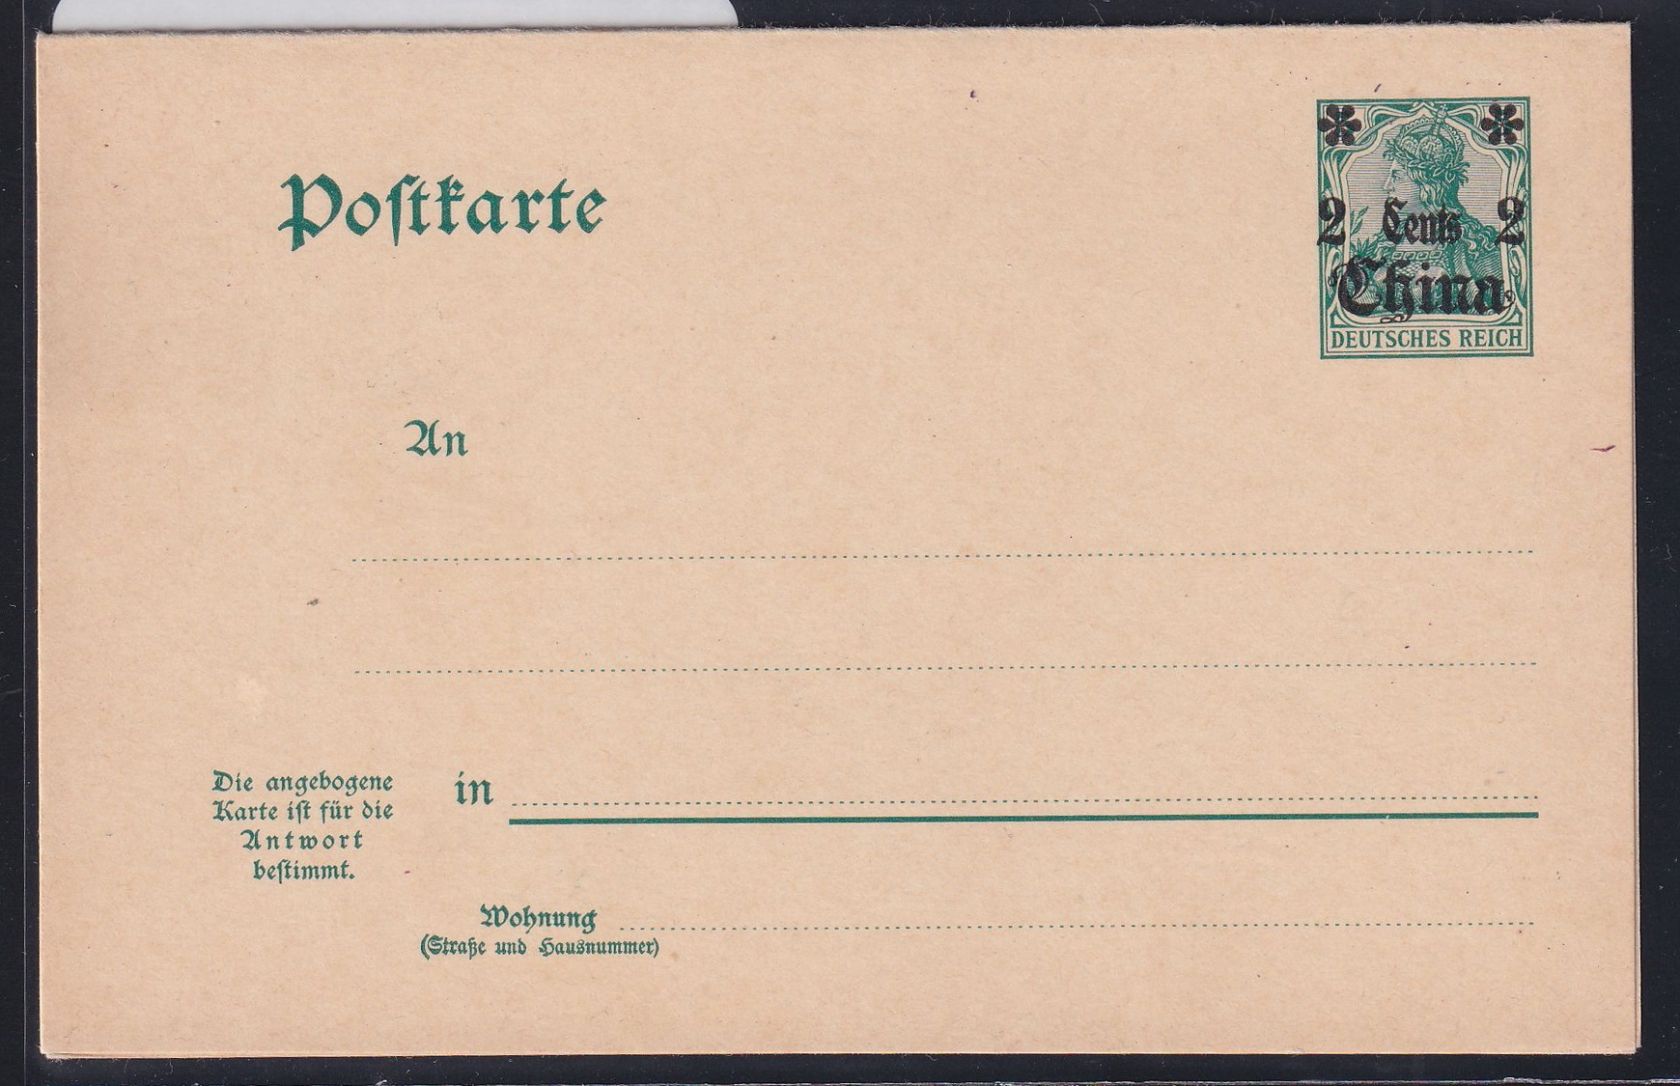 Postkarte
2 Cents 2
China
DEUTSCHES REICH
An
in
Die angebogene
Karte iſt für die
Antwort
beſtimmt.
Wohnung
(Straße und Hausnummer)